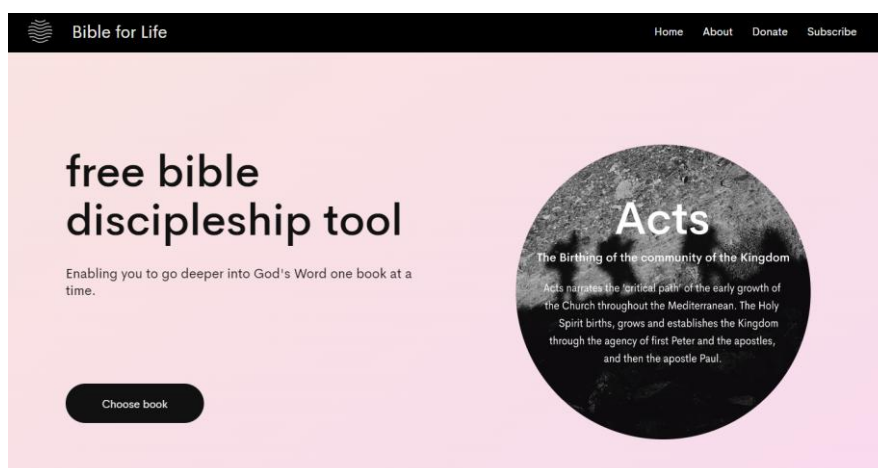 Bible for Life
Home About Donate Subscribe
free bible
discipleship tool
Enabling you to go deeper into God's Word one book at a
time.
Choose book
Acts
The Birthing of the community of the Kingdom
Acts narrates the 'critical path' of the early growth of
the Church throughout the Mediterranean. The Holy
Spirit births, grows and establishes the Kingdom
through the agency of first Peter and the apostles,
and then the apostle Paul.